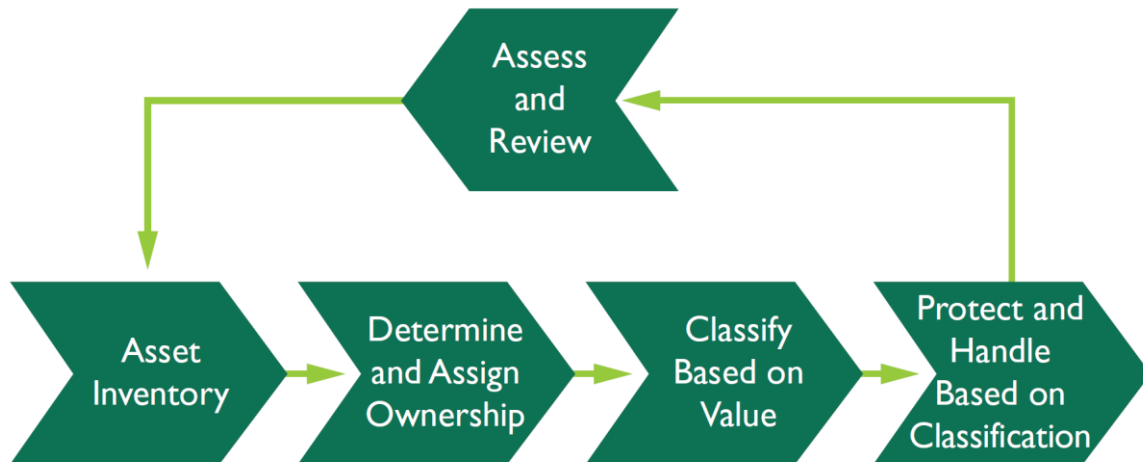 Assess
and
Review
Asset
Inventory
Determine
and Assign
Ownership
Classify
Based on
Value
Protect and
Handle
Based on
Classification